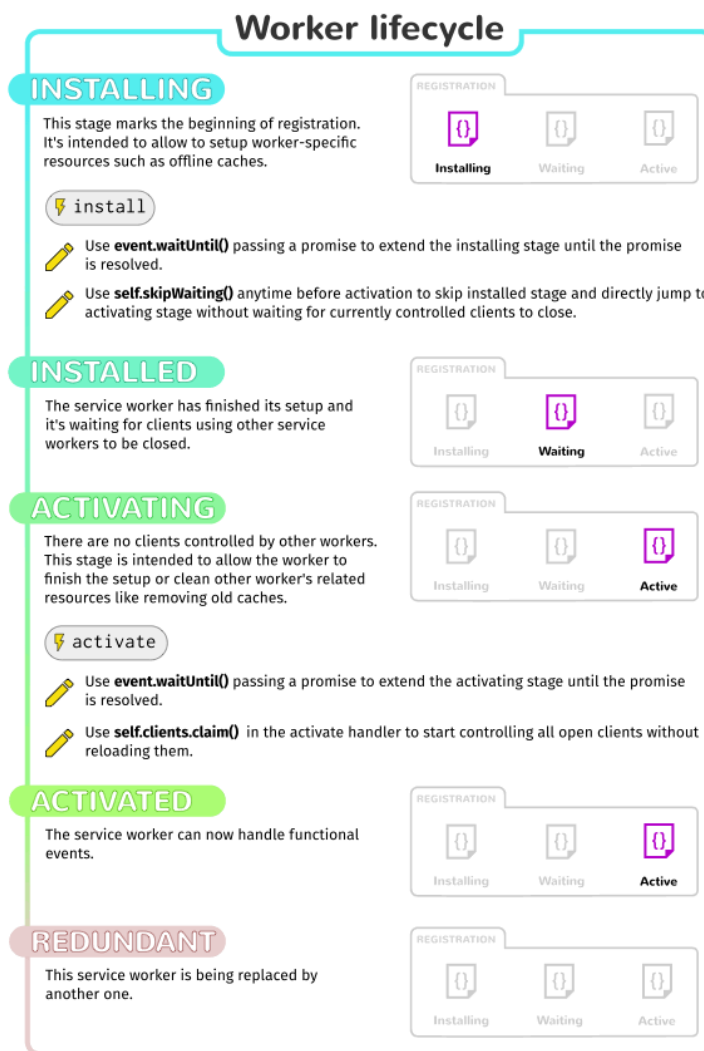 Worker lifecycle
INSTALLING
This stage marks the beginning of registration.
It's intended to allow to setup worker-specific
resources such as offline caches.
REGISTRATION
{} {} {}
Installing Waiting Active
install
Use event.waitUntil() passing a promise to extend the installing stage until the promise
is resolved.
Use self.skipWaiting() anytime before activation to skip installed stage and directly jump to
activating stage without waiting for currently controlled clients to close.
INSTALLED
The service worker has finished its setup and
it's waiting for clients using other service
workers to be closed.
REGISTRATION
{} {} {}
Installing Waiting Active
ACTIVATING
There are no clients controlled by other workers.
This stage is intended to allow the worker to
finish the setup or clean other worker's related
resources like removing old caches.
REGISTRATION
{} {} {}
Installing Waiting Active
activate
Use event.waitUntil() passing a promise to extend the activating stage until the promise
is resolved.
Use self.clients.claim() in the activate handler to start controlling all open clients without
reloading them.
ACTIVATED
The service worker can now handle functional
events.
REGISTRATION
{} {} {}
Installing Waiting Active
REDUNDANT
This service worker is being replaced by
another one.
REGISTRATION
{} {} {}
Installing Waiting Active